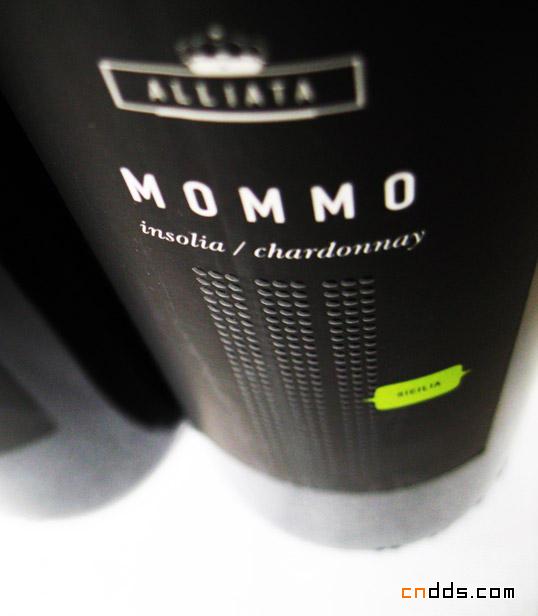 ALLIATA
MOMMO
insolia / chardonnay
SICILIA
cndds.com